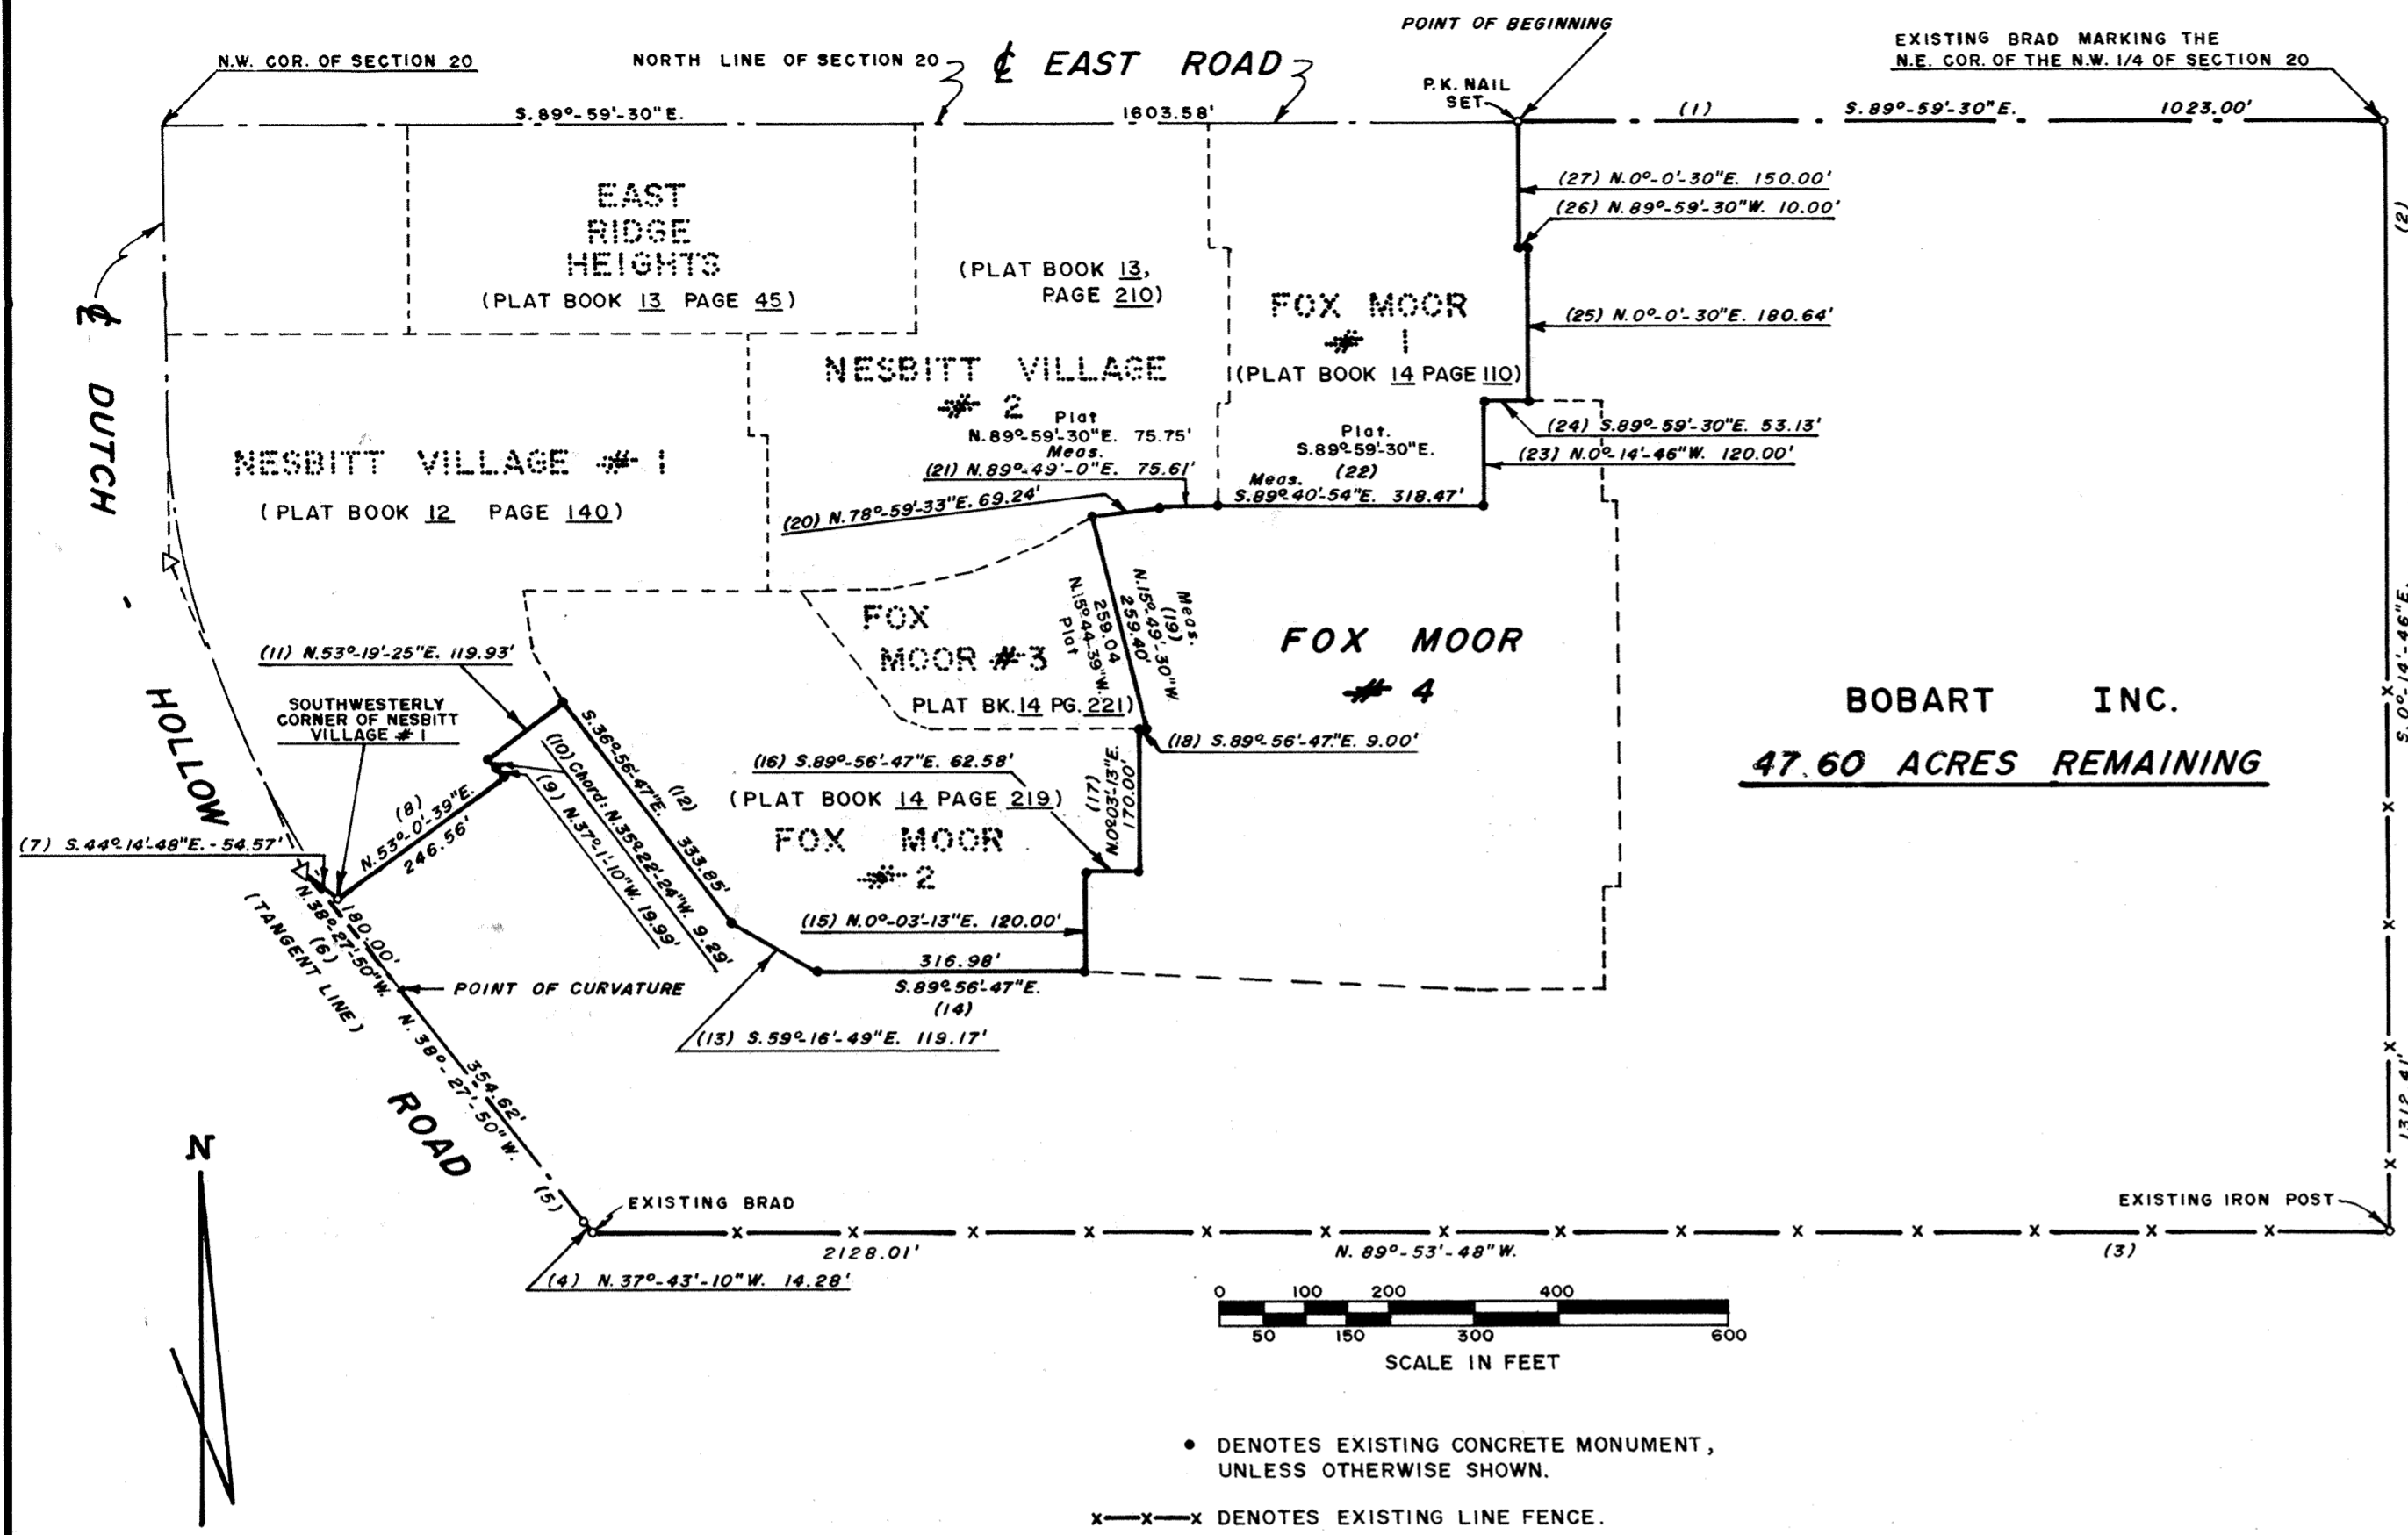 POINT OF BEGINNING
N.W. COR. OF SECTION 20
NORTH LINE OF SECTION 20
℄ EAST ROAD
EXISTING BRAD MARKING THE
N.E. COR. OF THE N.W. 1/4 OF SECTION 20
P.K. NAIL
SET
S.89°-59'-30"E.
1603.58'
(1)
S.89°-59'-30"E.
1023.00'
(27) N.0°-0'-30"E. 150.00'
(26) N.89°-59'-30"W. 10.00'
(2)
EAST
RIDGE
HEIGHTS
(PLAT BOOK 13 PAGE 45)
(PLAT BOOK 13,
PAGE 210)
FOX MOOR
# 1
(PLAT BOOK 14 PAGE 110)
(25) N.0°-0'-30"E. 180.64'
NESBITT VILLAGE
# 2
Plat
N.89°-59'-30"E. 75.75'
Meas.
(21) N.89°-49'-0"E. 75.61'
Plat.
S.89°-59'-30"E.
(22)
Meas.
S.89°-40'-54"E. 318.47'
(24) S.89°-59'-30"E. 53.13'
(23) N.0°-14'-46"W. 120.00'
(20) N.78°-59'-33"E. 69.24'
NESBITT VILLAGE # 1
(PLAT BOOK 12 PAGE 140)
℄ DUTCH - HOLLOW ROAD
FOX
MOOR #3
PLAT BK. 14 PG. 221)
Meas.
(19)
N.15°-49'-30"W.
259.40'
259.04
N.15°-44'-39"W.
Plat
FOX MOOR
# 4
BOBART INC.
47.60 ACRES REMAINING
S.0°-14'-46"E.
1312.41'
(11) N.53°-19'-25"E. 119.93'
SOUTHWESTERLY
CORNER OF NESBITT
VILLAGE # 1
(18) S.89°-56'-47"E. 9.00'
(16) S.89°-56'-47"E. 62.58'
(PLAT BOOK 14 PAGE 219)
FOX MOOR
# 2
(17)
N.0°03'-13"E.
170.00'
S.36°-56'-47"E. (12) 333.85'
(10) Chord: N.35°-22'-24"W. 9.29'
(9) N.37°-1'-10"W. 19.99'
(8)
N.53°-0'-39"E.
246.56'
(7) S.44°-14'-48"E.-54.57'
180.00'
N.38°-27'-50"W.
(6)
(TANGENT LINE)
(15) N.0°-03'-13"E. 120.00'
316.98'
S.89°-56'-47"E.
(14)
POINT OF CURVATURE
(13) S.59°-16'-49"E. 119.17'
354.62'
N.38°-27'-50"W.
(5)
N
EXISTING BRAD
EXISTING IRON POST
2128.01'
N. 89°-53'-48"W.
(3)
(4) N.37°-43'-10"W. 14.28'
0 100 200 400
50 150 300 600
SCALE IN FEET
• DENOTES EXISTING CONCRETE MONUMENT,
UNLESS OTHERWISE SHOWN.
x—x—x DENOTES EXISTING LINE FENCE.